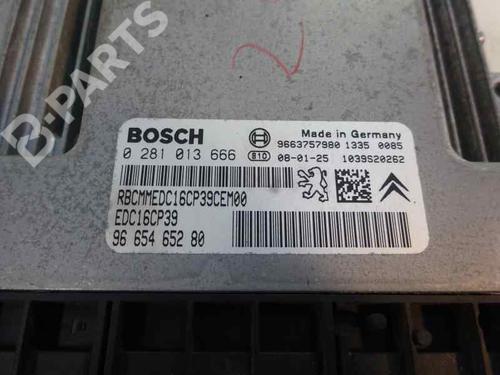 B-PARTS
BOSCH
Made in Germany
9663757980 1335 0085
0 281 013 666 E10 08-01-25 1039S20262
RBCMMEDC16CP39CEM00
EDC16CP39
96 654 652 80